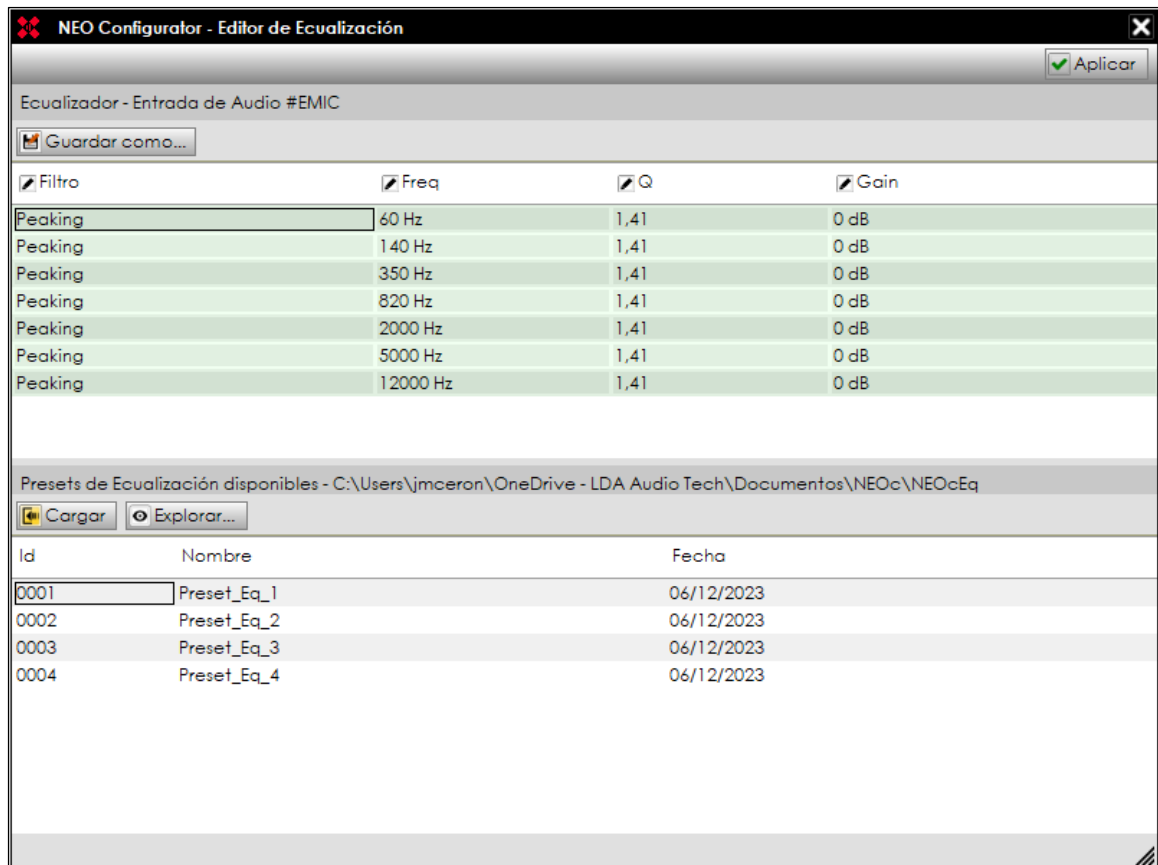 NEO Configurator - Editor de Ecualización
Aplicar
Ecualizador - Entrada de Audio #EMIC
Guardar como...
Filtro Freq Q Gain
Peaking 60 Hz 1,41 0 dB
Peaking 140 Hz 1,41 0 dB
Peaking 350 Hz 1,41 0 dB
Peaking 820 Hz 1,41 0 dB
Peaking 2000 Hz 1,41 0 dB
Peaking 5000 Hz 1,41 0 dB
Peaking 12000 Hz 1,41 0 dB
Presets de Ecualización disponibles - C:\Users\jmceron\OneDrive - LDA Audio Tech\Documentos\NEOc\NEOcEq
Cargar Explorar...
Id Nombre Fecha
0001 Preset_Eq_1 06/12/2023
0002 Preset_Eq_2 06/12/2023
0003 Preset_Eq_3 06/12/2023
0004 Preset_Eq_4 06/12/2023